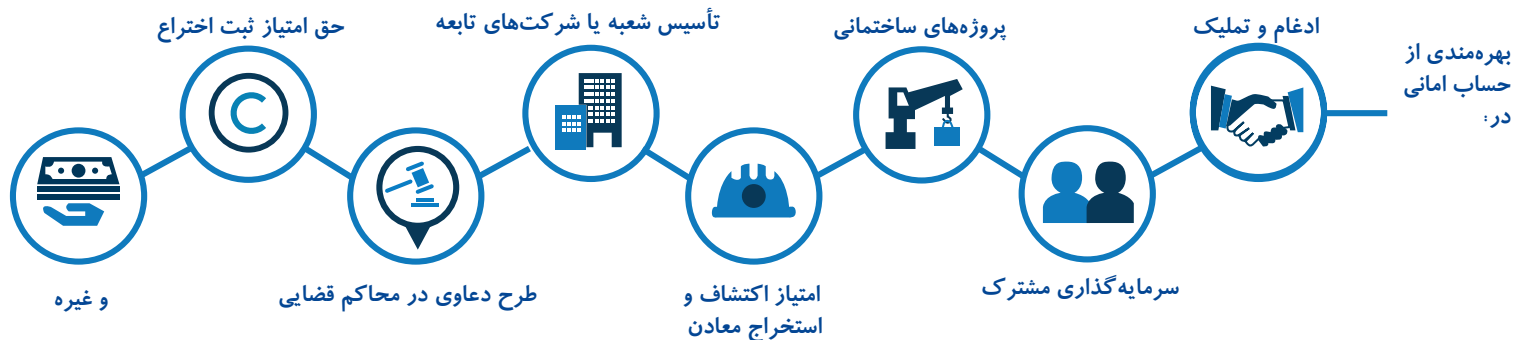 بهره‌مندی از
حساب امانی
در:
ادغام و تملیک
سرمایه‌گذاری مشترک
پروژه‌های ساختمانی
امتیاز اکتشاف و
استخراج معادن
تأسیس شعبه یا شرکت‌های تابعه
طرح دعاوی در محاکم قضایی
حق امتیاز ثبت اختراع
و غیره